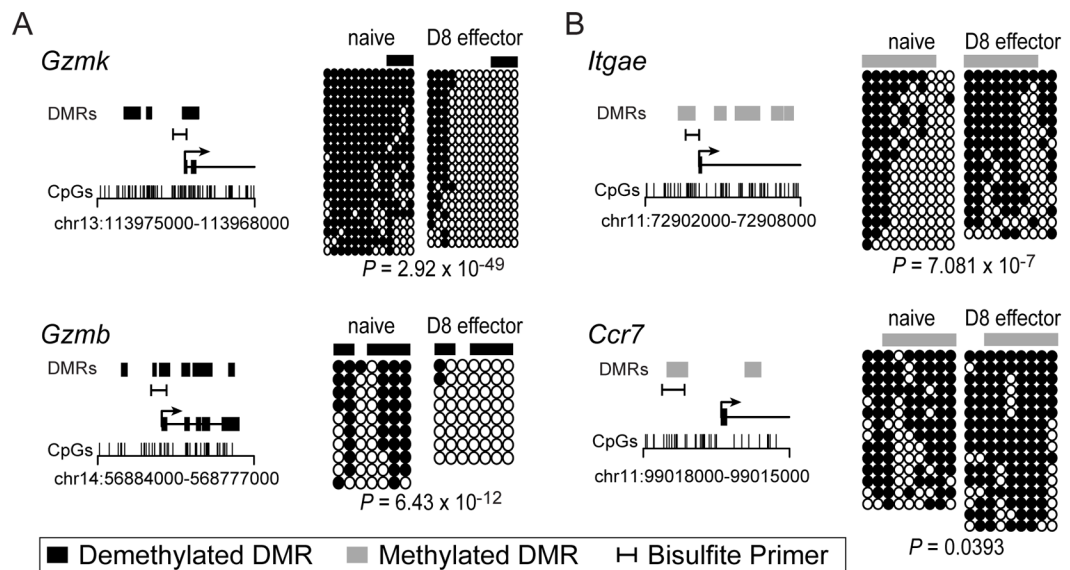 A
Gzmk
naive D8 effector
DMRs
CpGs
chr13:113975000-113968000
P = 2.92 x 10-49
Gzmb
naive D8 effector
DMRs
CpGs
chr14:56884000-568777000
P = 6.43 x 10-12
B
Itgae
naive D8 effector
DMRs
CpGs
chr11:72902000-72908000
P = 7.081 x 10-7
Ccr7
naive D8 effector
DMRs
CpGs
chr11:99018000-99015000
P = 0.0393
Demethylated DMR Methylated DMR Bisulfite Primer